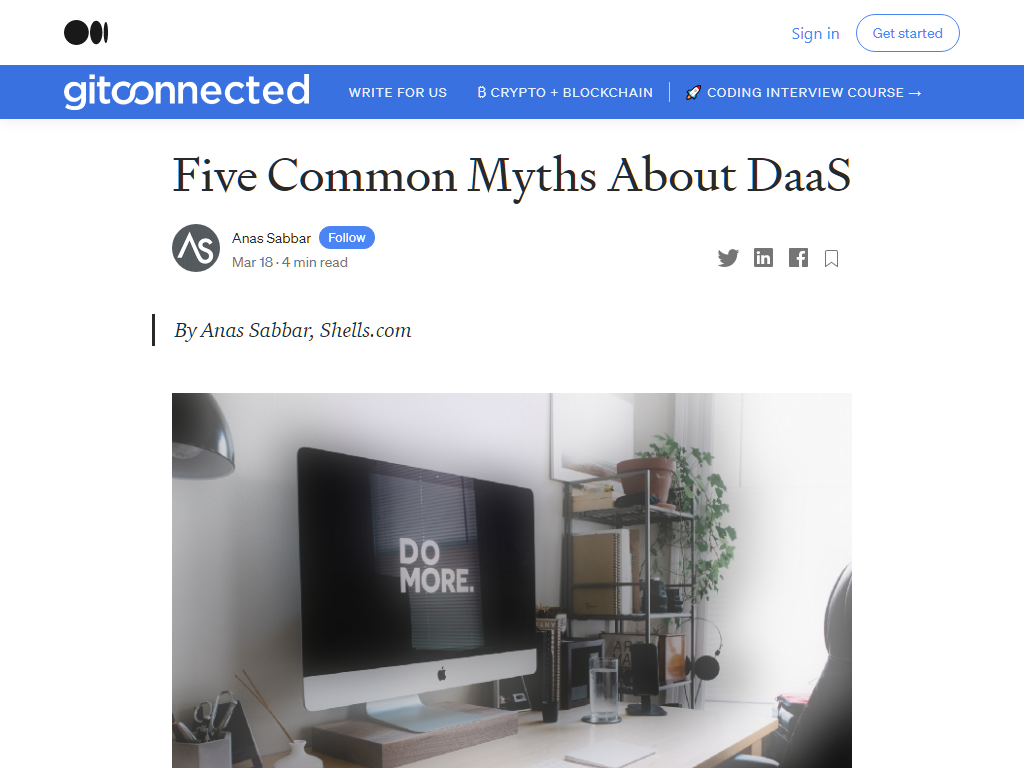 Sign in
Get started
gitconnected
WRITE FOR US
₿ CRYPTO + BLOCKCHAIN
🚀 CODING INTERVIEW COURSE →
Five Common Myths About DaaS
Anas Sabbar
Follow
Mar 18 · 4 min read
By Anas Sabbar, Shells.com
DO
MORE.